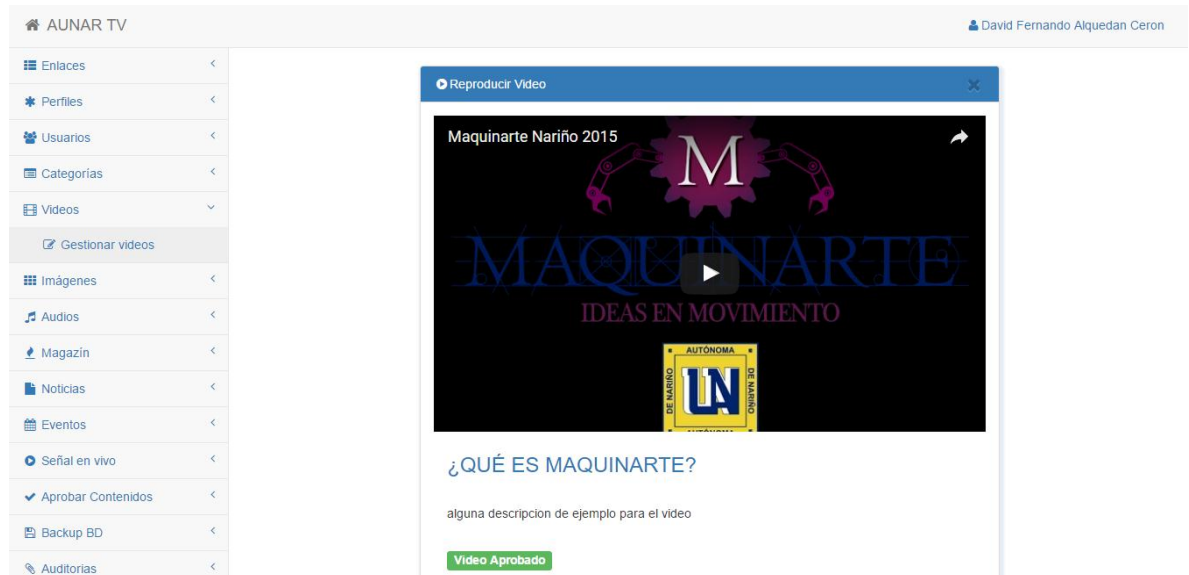 AUNAR TV
David Fernando Alquedan Ceron
Enlaces
Perfiles
Usuarios
Categorías
Videos
Gestionar videos
Imágenes
Audios
Magazín
Noticias
Eventos
Señal en vivo
Aprobar Contenidos
Backup BD
Auditorias
Reproducir Video
Maquinarte Nariño 2015
M
MAQUINARTE
IDEAS EN MOVIMIENTO
AUTÓNOMA
DE NARIÑO
UN
DE NARIÑO
AUTÓNOMA
¿QUÉ ES MAQUINARTE?
alguna descripcion de ejemplo para el video
Video Aprobado